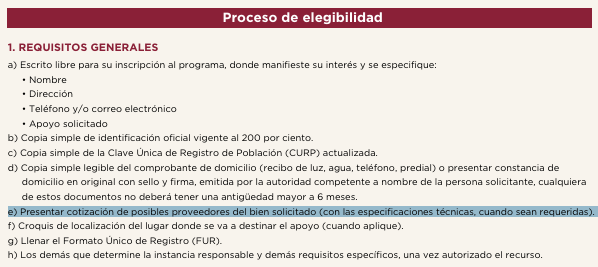 Proceso de elegibilidad
1. REQUISITOS GENERALES
a) Escrito libre para su inscripción al programa, donde manifieste su interés y se especifique:
• Nombre
• Dirección
• Teléfono y/o correo electrónico
• Apoyo solicitado
b) Copia simple de identificación oficial vigente al 200 por ciento.
c) Copia simple de la Clave Única de Registro de Población (CURP) actualizada.
d) Copia simple legible del comprobante de domicilio (recibo de luz, agua, teléfono, predial) o presentar constancia de
domicilio en original con sello y firma, emitida por la autoridad competente a nombre de la persona solicitante, cualquiera
de estos documentos no deberá tener una antigüedad mayor a 6 meses.
e) Presentar cotización de posibles proveedores del bien solicitado (con las especificaciones técnicas, cuando sean requeridas).
f) Croquis de localización del lugar donde se va a destinar el apoyo (cuando aplique).
g) Llenar el Formato Único de Registro (FUR).
h) Los demás que determine la instancia responsable y demás requisitos específicos, una vez autorizado el recurso.